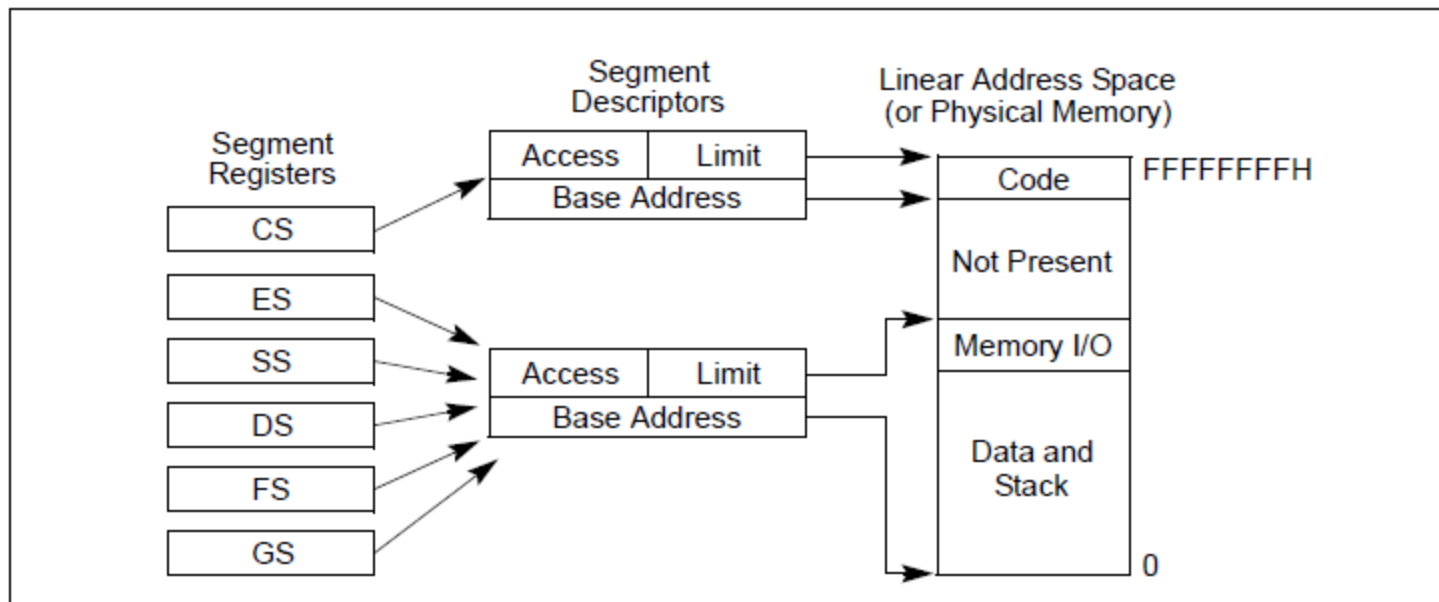 Segment
Registers
CS
ES
SS
DS
FS
GS
Segment
Descriptors
Access Limit
Base Address
Access Limit
Base Address
Linear Address Space
(or Physical Memory)
Code
FFFFFFFFH
Not Present
Memory I/O
Data and
Stack
0